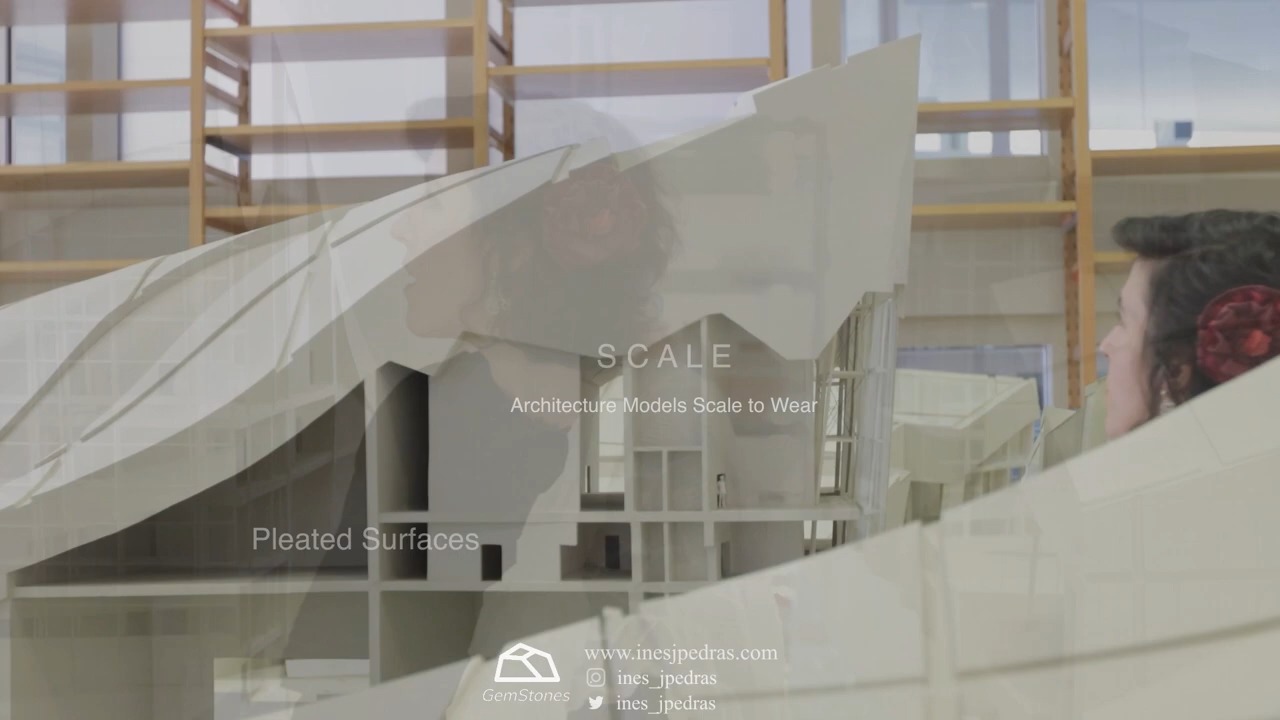 SCALE
Architecture Models Scale to Wear
Pleated Surfaces
GemStones
www.inesjpedras.com
ines_jpedras
ines_jpedras